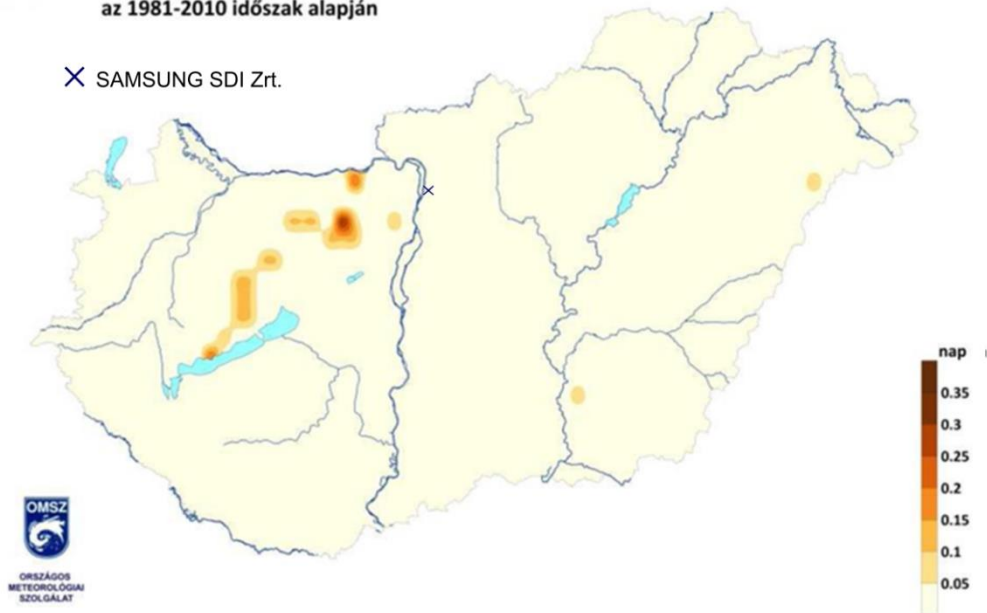 az 1981-2010 időszak alapján
SAMSUNG SDI Zrt.
nap
0.35
0.3
0.25
0.2
0.15
0.1
0.05
OMSZ
ORSZÁGOS
METEOROLÓGIAI
SZOLGÁLAT